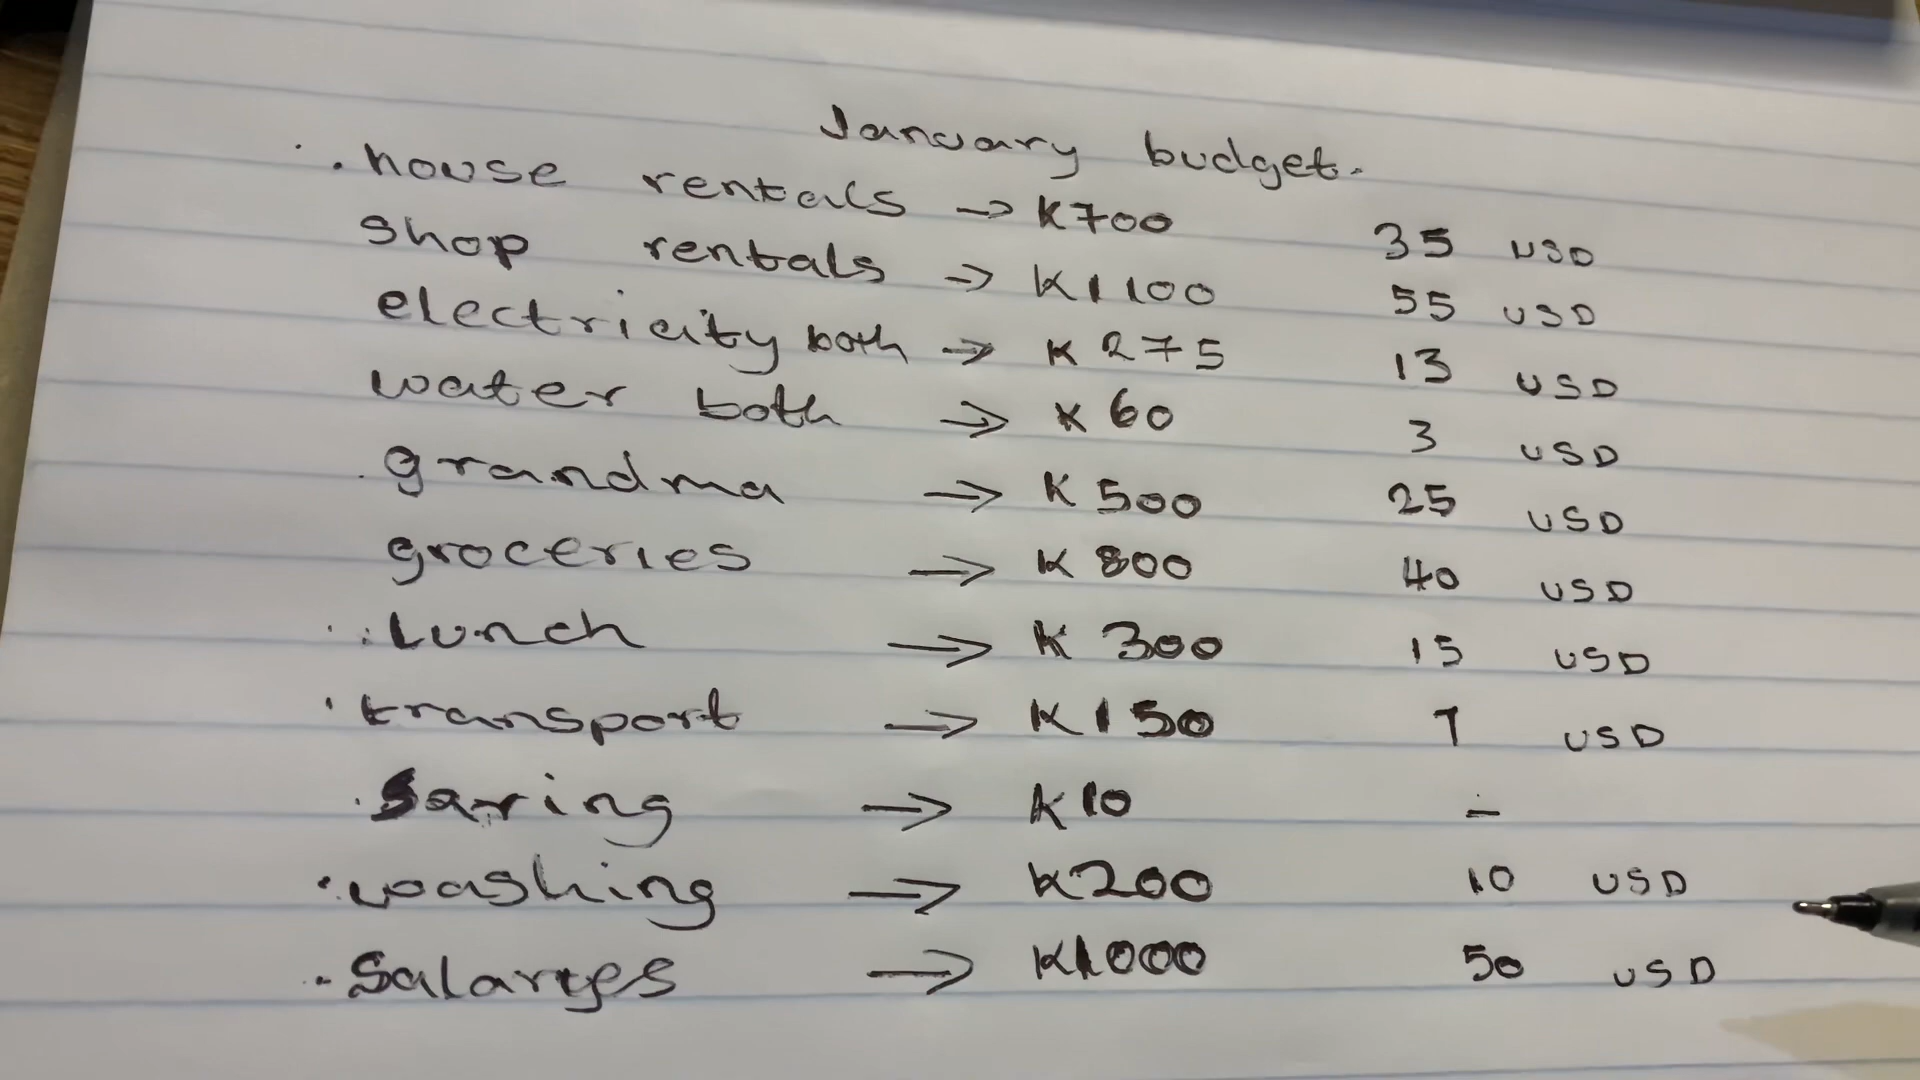 January budget.
. house rentals → K700 35 USD
shop rentals → K1100 55 USD
electricity both → K275 13 USD
water both → K60 3 USD
. grandma → K500 25 USD
groceries → K800 40 USD
. Lunch → K300 15 USD
. transport → K150 7 USD
. Saving → K10 -
. washing → K200 10 USD
. Salaryes → K1000 50 USD